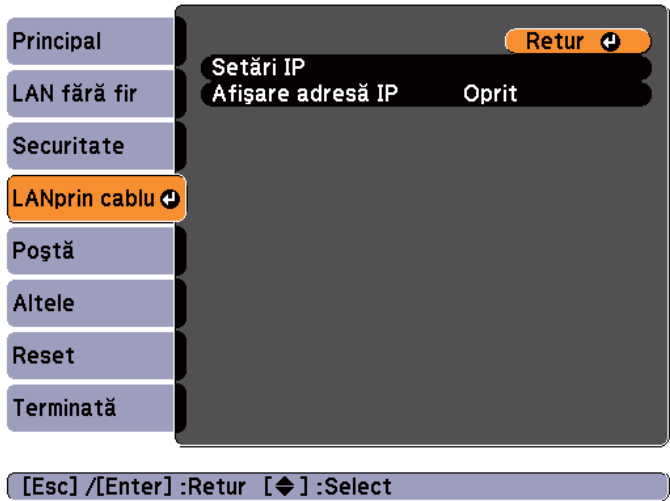 Principal
LAN fără fir
Securitate
LANprin cablu
Poştă
Altele
Reset
Terminată
Retur
Setări IP
Afişare adresă IP Oprit
[Esc] /[Enter] :Retur [◆] :Select